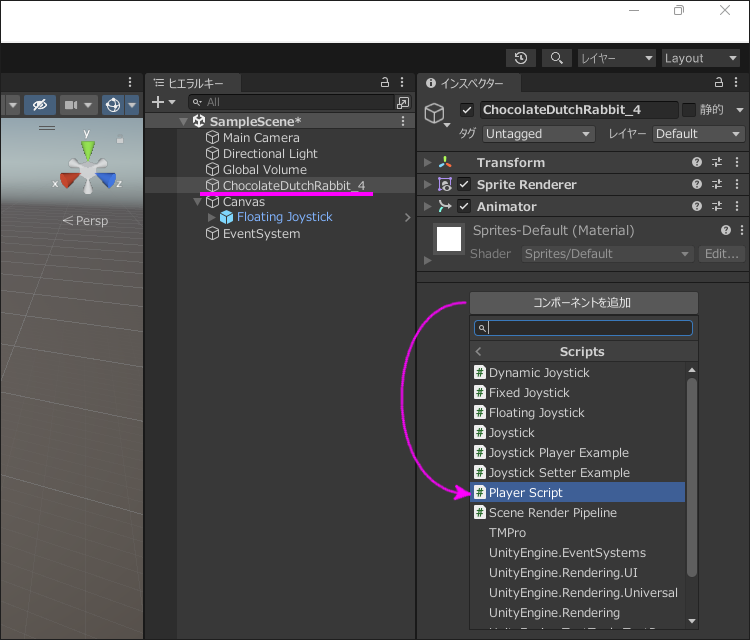 レイヤー
Layout
ヒエラルキー
All
SampleScene*
Main Camera
Directional Light
Global Volume
ChocolateDutchRabbit_4
Canvas
Floating Joystick
EventSystem
y
x
z
Persp
インスペクター
ChocolateDutchRabbit_4
静的
タグ Untagged レイヤー Default
Transform
Sprite Renderer
Animator
Sprites-Default (Material)
Shader Sprites/Default Edit...
コンポーネントを追加
Scripts
Dynamic Joystick
Fixed Joystick
Floating Joystick
Joystick
Joystick Player Example
Joystick Setter Example
Player Script
Scene Render Pipeline
TMPro
UnityEngine.EventSystems
UnityEngine.Rendering.UI
UnityEngine.Rendering.Universal
UnityEngine.Rendering